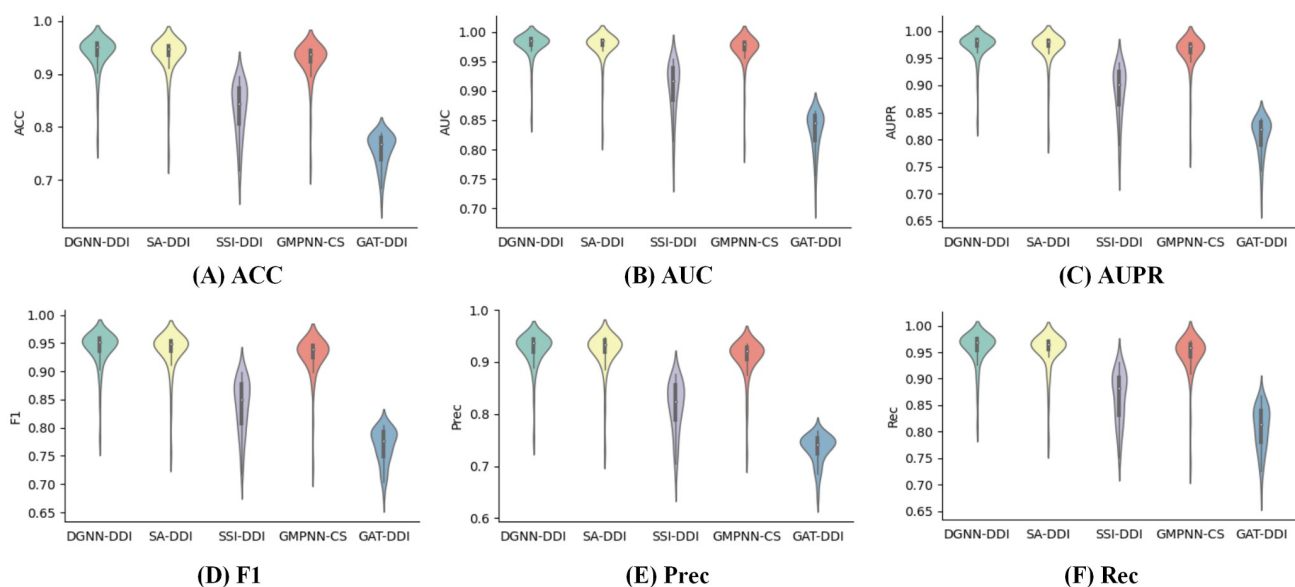 1.0
0.9
0.8
0.7
ACC
DGNN-DDI SA-DDI SSI-DDI GMPNN-CS GAT-DDI
(A) ACC
1.00
0.95
0.90
0.85
0.80
0.75
0.70
AUC
DGNN-DDI SA-DDI SSI-DDI GMPNN-CS GAT-DDI
(B) AUC
1.00
0.95
0.90
0.85
0.80
0.75
0.70
0.65
AUPR
DGNN-DDI SA-DDI SSI-DDI GMPNN-CS GAT-DDI
(C) AUPR
1.00
0.95
0.90
0.85
0.80
0.75
0.70
0.65
F1
DGNN-DDI SA-DDI SSI-DDI GMPNN-CS GAT-DDI
(D) F1
1.0
0.9
0.8
0.7
0.6
Prec
DGNN-DDI SA-DDI SSI-DDI GMPNN-CS GAT-DDI
(E) Prec
1.00
0.95
0.90
0.85
0.80
0.75
0.70
0.65
Rec
DGNN-DDI SA-DDI SSI-DDI GMPNN-CS GAT-DDI
(F) Rec